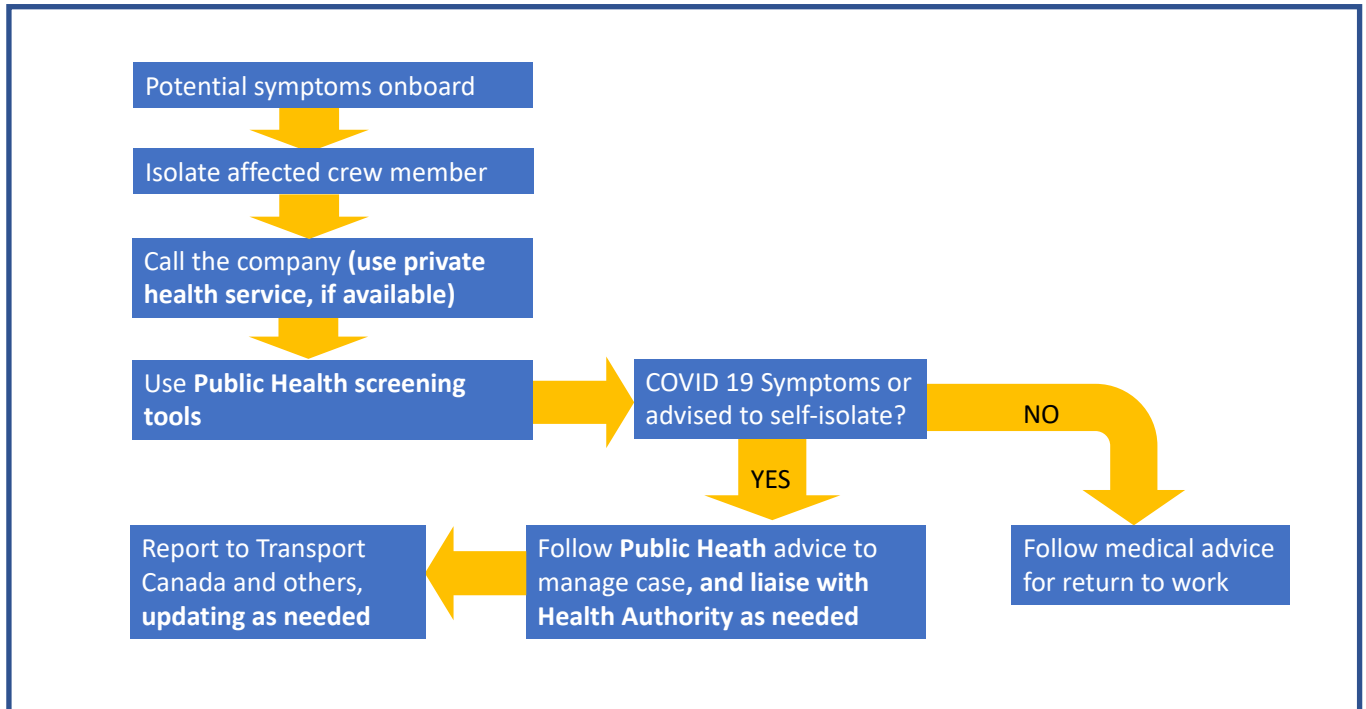 Potential symptoms onboard
Isolate affected crew member
Call the company (use private
health service, if available)
Use Public Health screening
tools
COVID 19 Symptoms or
advised to self-isolate?
NO
YES
Report to Transport
Canada and others,
updating as needed
Follow Public Heath advice to
manage case, and liaise with
Health Authority as needed
Follow medical advice
for return to work